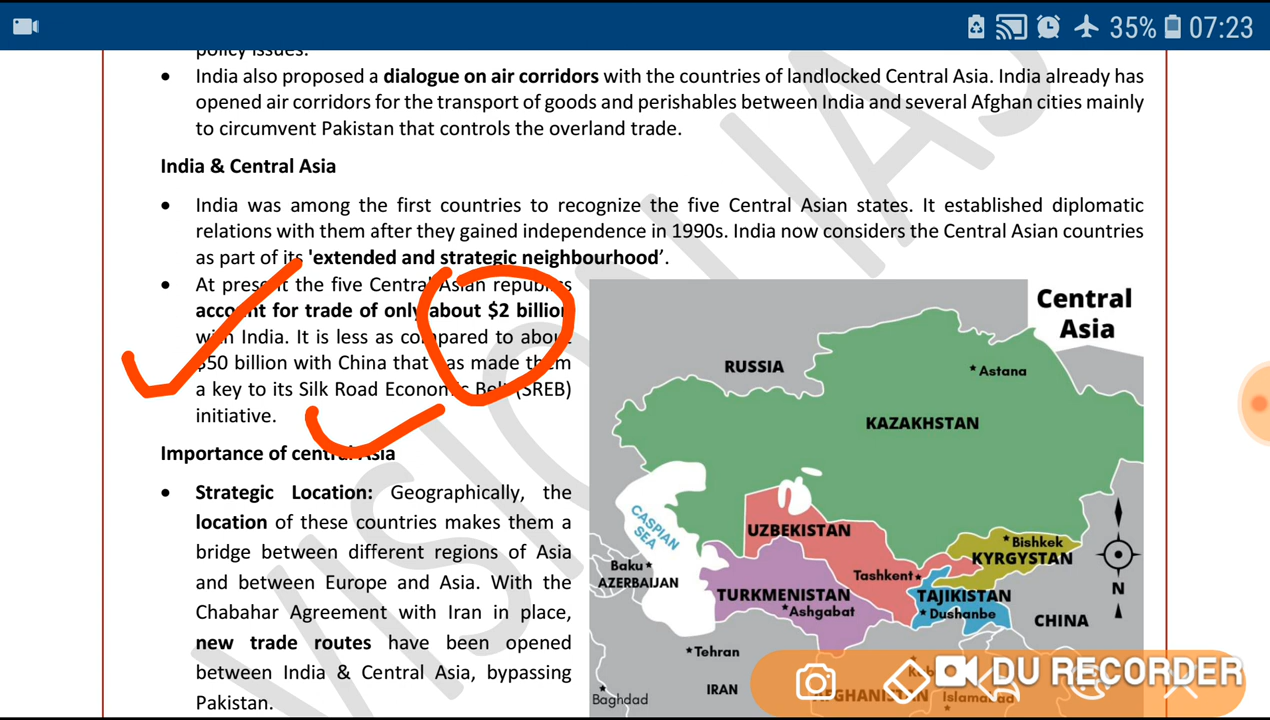 35% 07:23
policy issues.
• India also proposed a dialogue on air corridors with the countries of landlocked Central Asia. India already has
opened air corridors for the transport of goods and perishables between India and several Afghan cities mainly
to circumvent Pakistan that controls the overland trade.
India & Central Asia
• India was among the first countries to recognize the five Central Asian states. It established diplomatic
relations with them after they gained independence in 1990s. India now considers the Central Asian countries
as part of its 'extended and strategic neighbourhood’.
• At present the five Central Asian republics
account for trade of only about $2 billion
with India. It is less as compared to about
$50 billion with China that has made them
a key to its Silk Road Economic Belt (SREB)
initiative.
Importance of central Asia
• Strategic Location: Geographically, the
location of these countries makes them a
bridge between different regions of Asia
and between Europe and Asia. With the
Chabahar Agreement with Iran in place,
new trade routes have been opened
between India & Central Asia, bypassing
Pakistan.
Central
Asia
RUSSIA
Astana
KAZAKHSTAN
CASPIAN
SEA
UZBEKISTAN
Bishkek
KYRGYSTAN
Baku
AZERBAIJAN
Tashkent
TURKMENISTAN
TAJIKISTAN
Ashgabat
Dushanbe
CHINA
N
Tehran
IRAN
Baghdad
AFGHANISTAN
Islamabad
DU RECORDER
VISION IAS